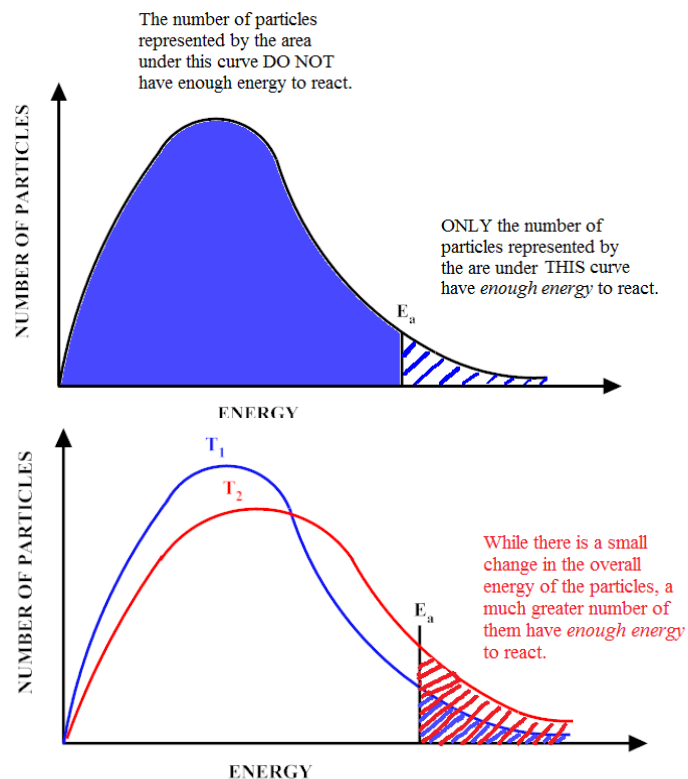 The number of particles
represented by the area
under this curve DO NOT
have enough energy to react.
NUMBER OF PARTICLES
ONLY the number of
particles represented by
the are under THIS curve
have enough energy to react.
Ea
ENERGY
T1
T2
NUMBER OF PARTICLES
While there is a small
change in the overall
energy of the particles, a
much greater number of
them have enough energy
to react.
Ea
ENERGY